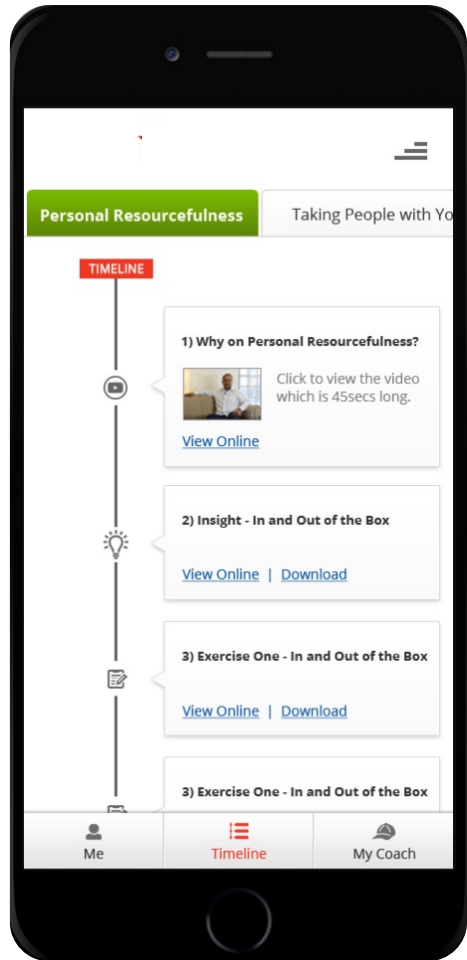 Personal Resourcefulness
Taking People with Yo
TIMELINE
1) Why on Personal Resourcefulness?
Click to view the video
which is 45secs long.
View Online
2) Insight - In and Out of the Box
View Online | Download
3) Exercise One - In and Out of the Box
View Online | Download
3) Exercise One - In and Out of the Box
Me
Timeline
My Coach